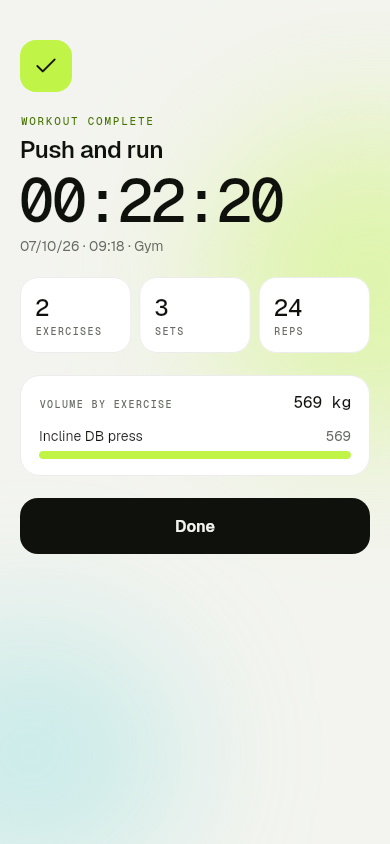 WORKOUT COMPLETE
Push and run
00:22:20
07/10/26 · 09:18 · Gym
2 3 24
EXERCISES SETS REPS
VOLUME BY EXERCISE 569 kg
Incline DB press 569
Done